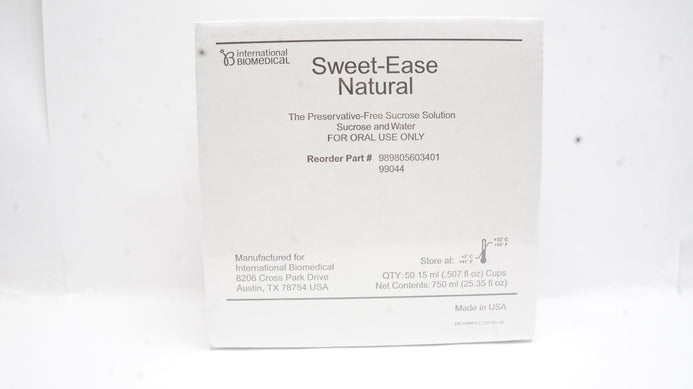 international
BIOMEDICAL
Sweet-Ease
Natural
The Preservative-Free Sucrose Solution
Sucrose and Water
FOR ORAL USE ONLY
Reorder Part # 989805603401
99044
Manufactured for
International Biomedical
8206 Cross Park Drive
Austin, TX 78754 USA
Store at:
QTY: 50 15 ml (.507 fl oz) Cups
Net Contents: 750 ml (25.35 fl oz)
Made in USA